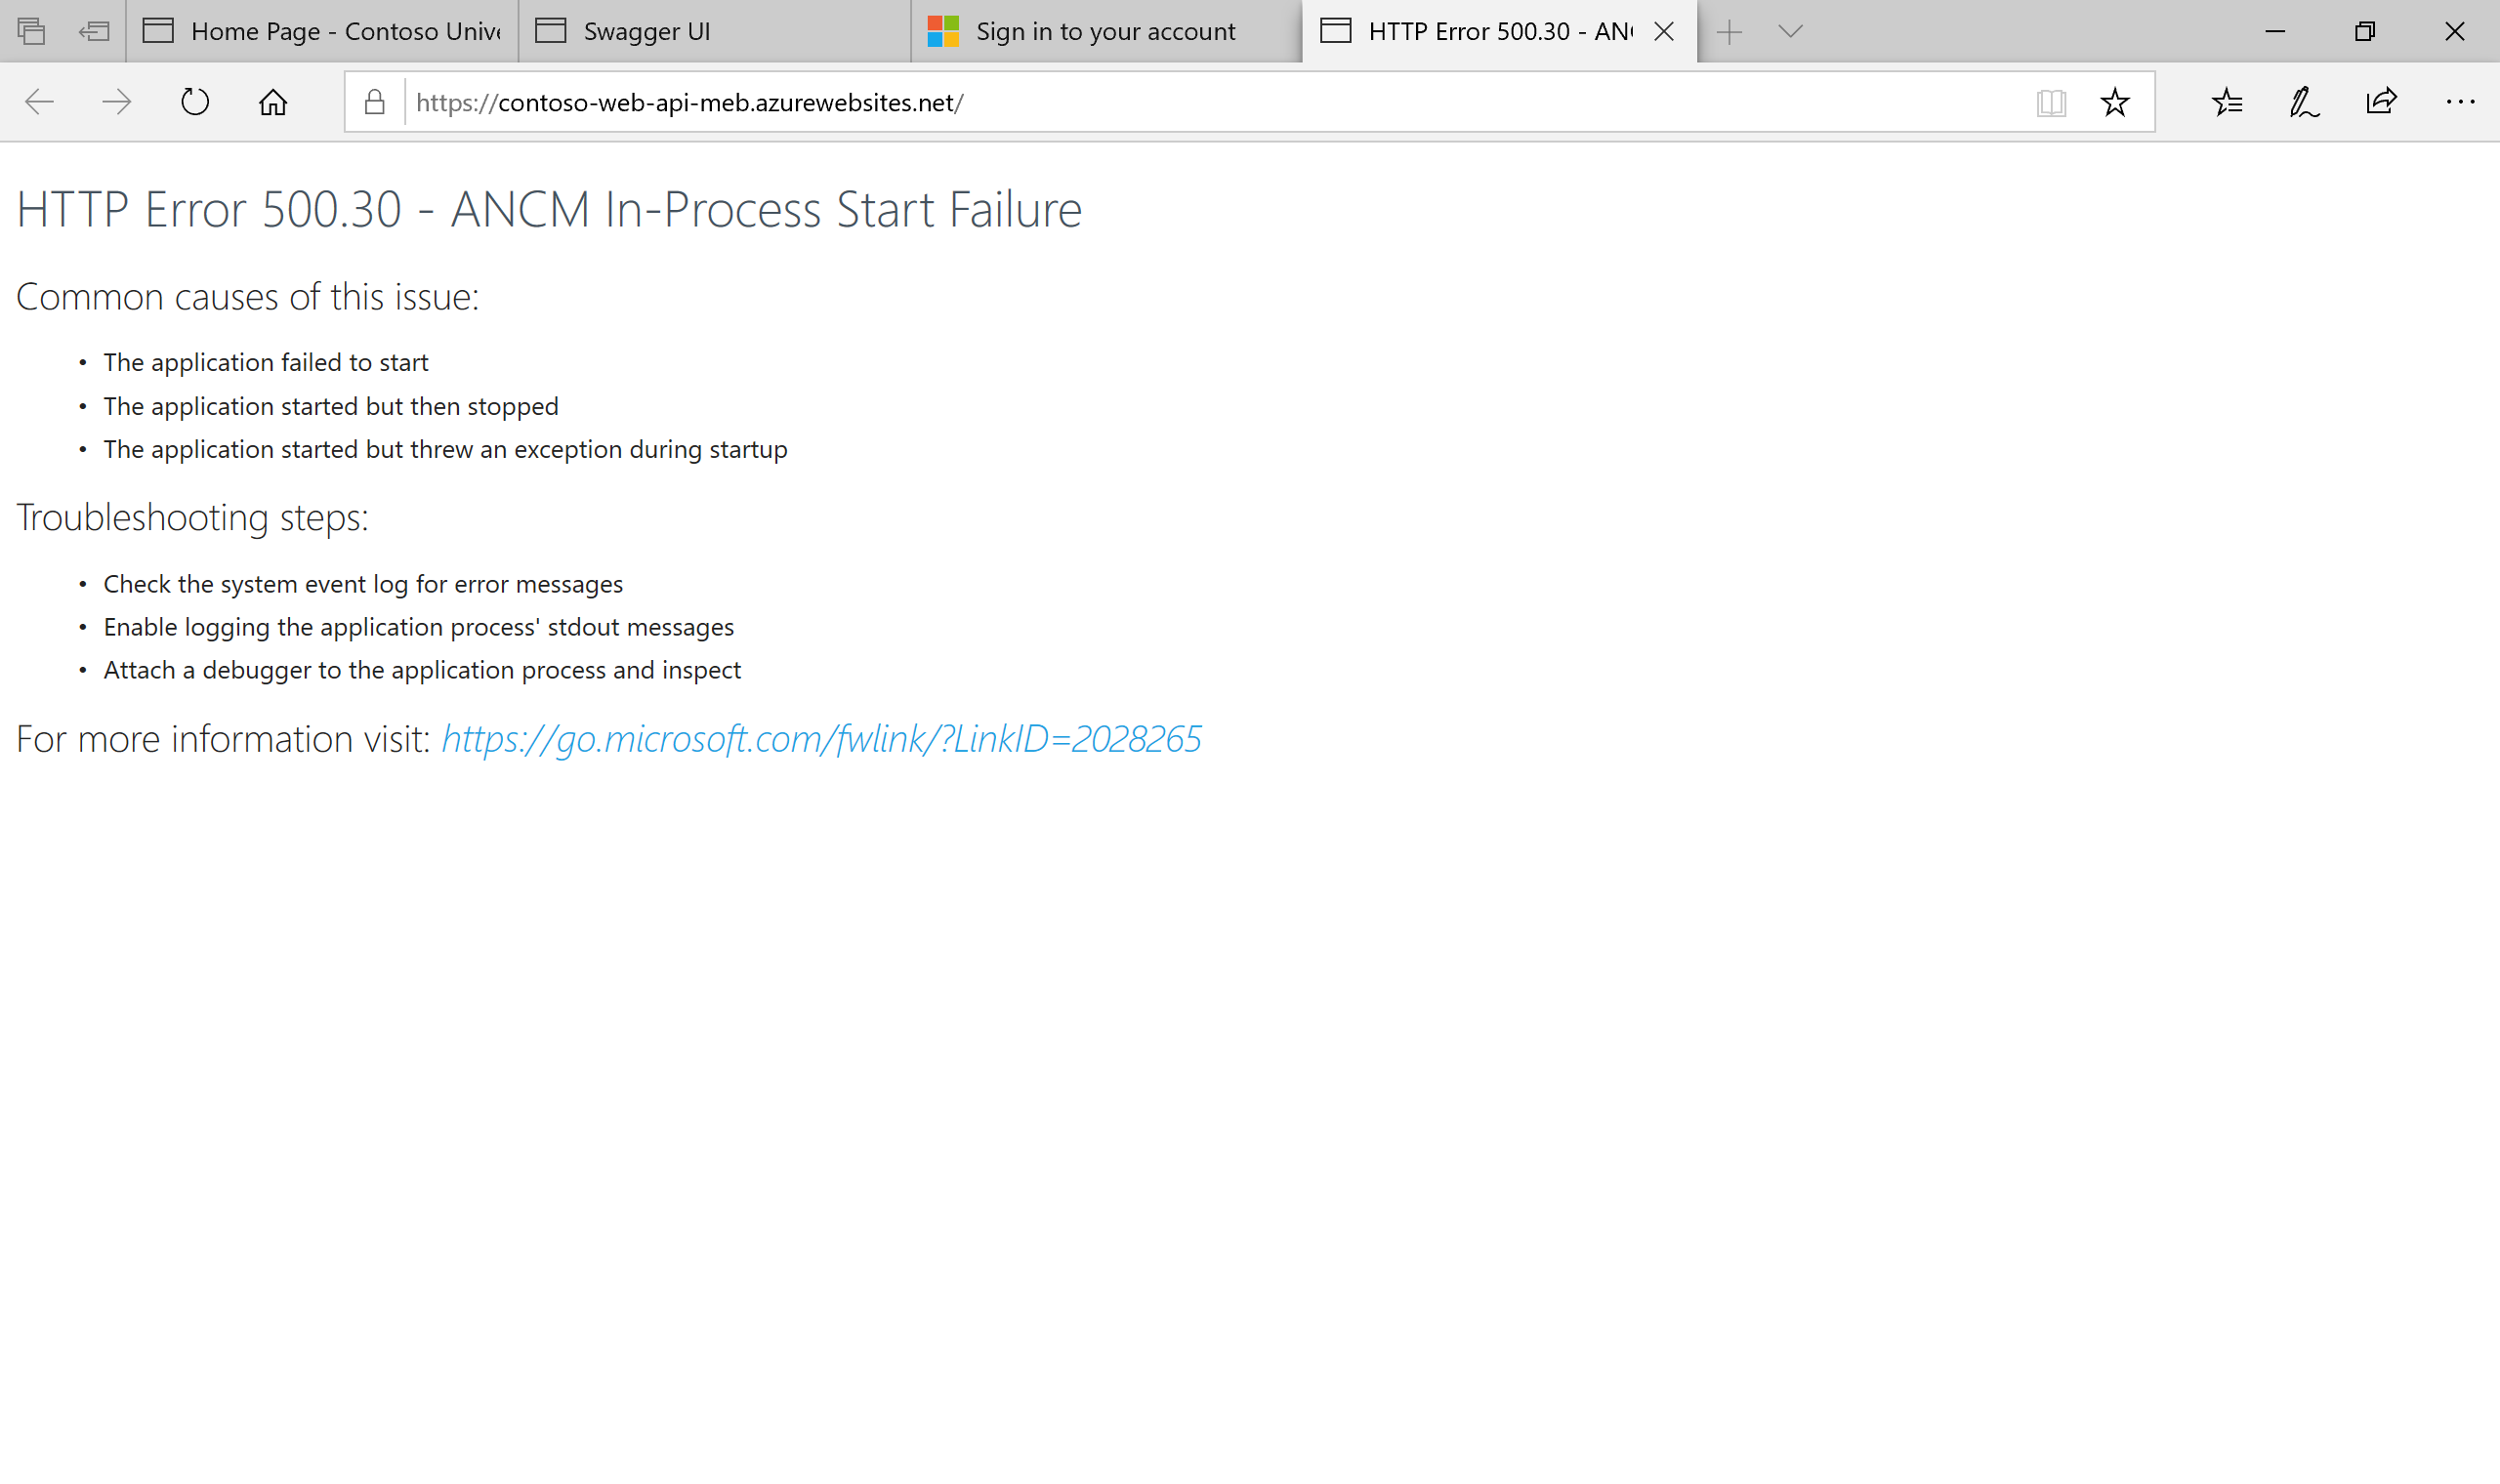 Home Page - Contoso Unive
Swagger UI
Sign in to your account
HTTP Error 500.30 - AN
https://contoso-web-api-meb.azurewebsites.net/
HTTP Error 500.30 - ANCM In-Process Start Failure
Common causes of this issue:
• The application failed to start
• The application started but then stopped
• The application started but threw an exception during startup
Troubleshooting steps:
• Check the system event log for error messages
• Enable logging the application process' stdout messages
• Attach a debugger to the application process and inspect
For more information visit: https://go.microsoft.com/fwlink/?LinkID=2028265